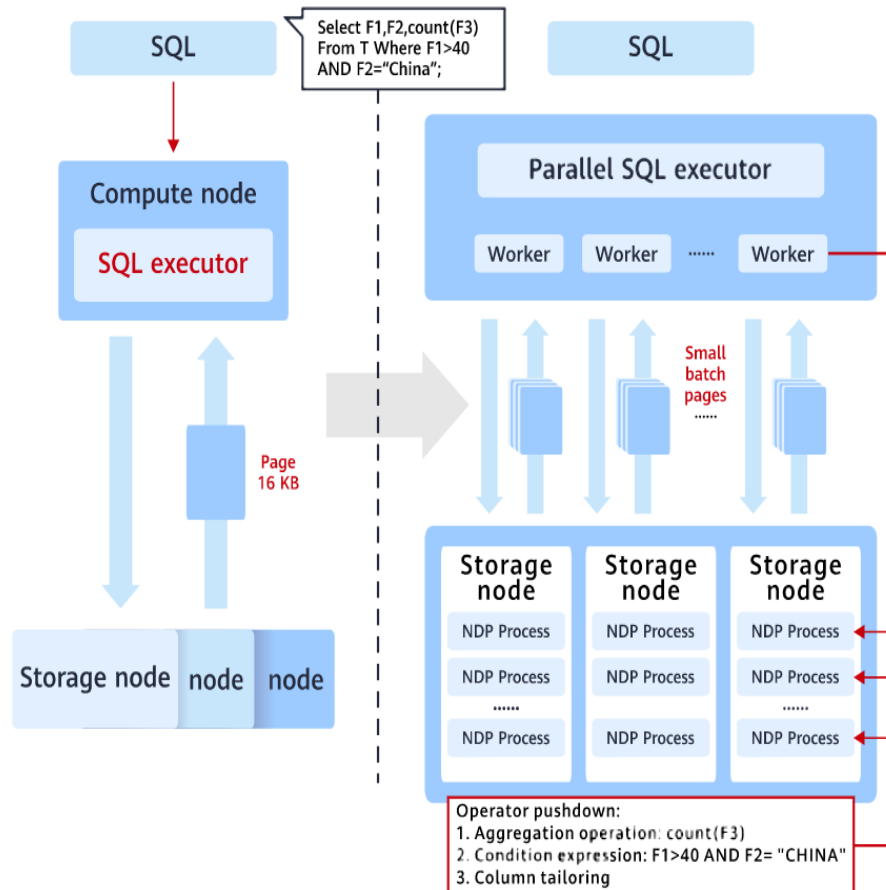 SQL
Select F1,F2,count(F3)
From T Where F1>40
AND F2=“China”;
Compute node
SQL executor
Page
16 KB
Storage node
node
node
SQL
Parallel SQL executor
Worker
Worker
......
Worker
Small
batch
pages
......
Storage
node
NDP Process
NDP Process
......
NDP Process
Storage
node
NDP Process
NDP Process
NDP Process
Storage
node
NDP Process
NDP Process
......
NDP Process
Operator pushdown:
1. Aggregation operation: count(F3)
2. Condition expression: F1>40 AND F2= "CHINA"
3. Column tailoring